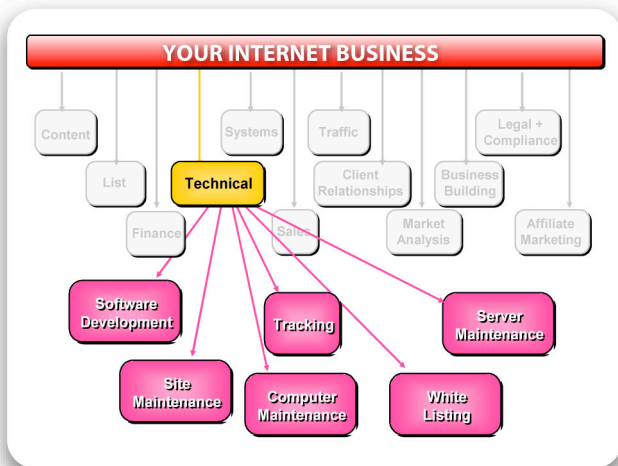 YOUR INTERNET BUSINESS
Content
Systems
Traffic
Legal +
Compliance
List
Technical
Client
Relationships
Business
Building
Finance
Sales
Market
Analysis
Affiliate
Marketing
Software
Development
Tracking
Server
Maintenance
Site
Maintenance
Computer
Maintenance
White
Listing